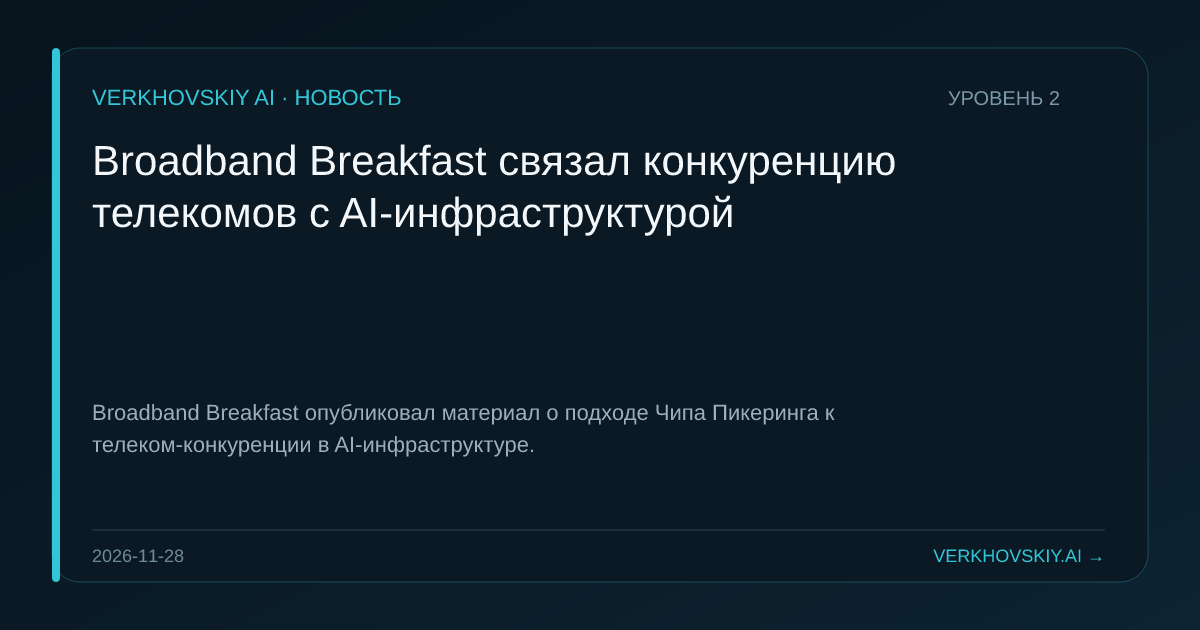 VERKHOVSKIY AI · НОВОСТЬ
УРОВЕНЬ 2
Broadband Breakfast связал конкуренцию
телекомов с AI-инфраструктурой
Broadband Breakfast опубликовал материал о подходе Чипа Пикеринга к
телеком-конкуренции в AI-инфраструктуре.
2026-11-28
VERKHOVSKIY.AI →